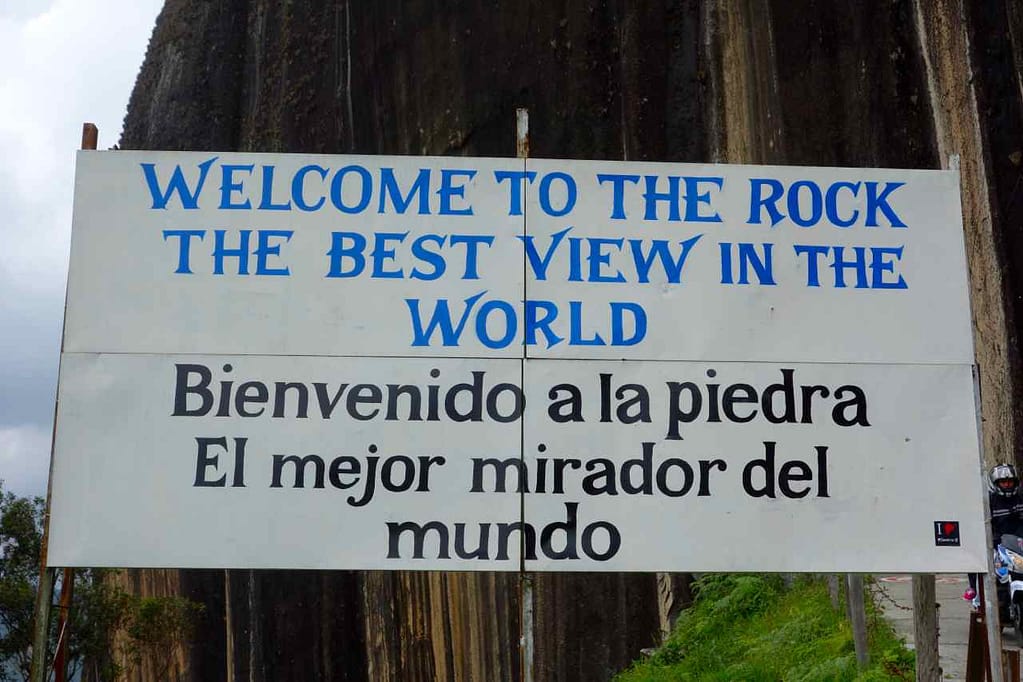 WELCOME TO THE ROCK
THE BEST VIEW IN THE
WORLD
Bienvenido a la piedra
El mejor mirador del
mundo
I